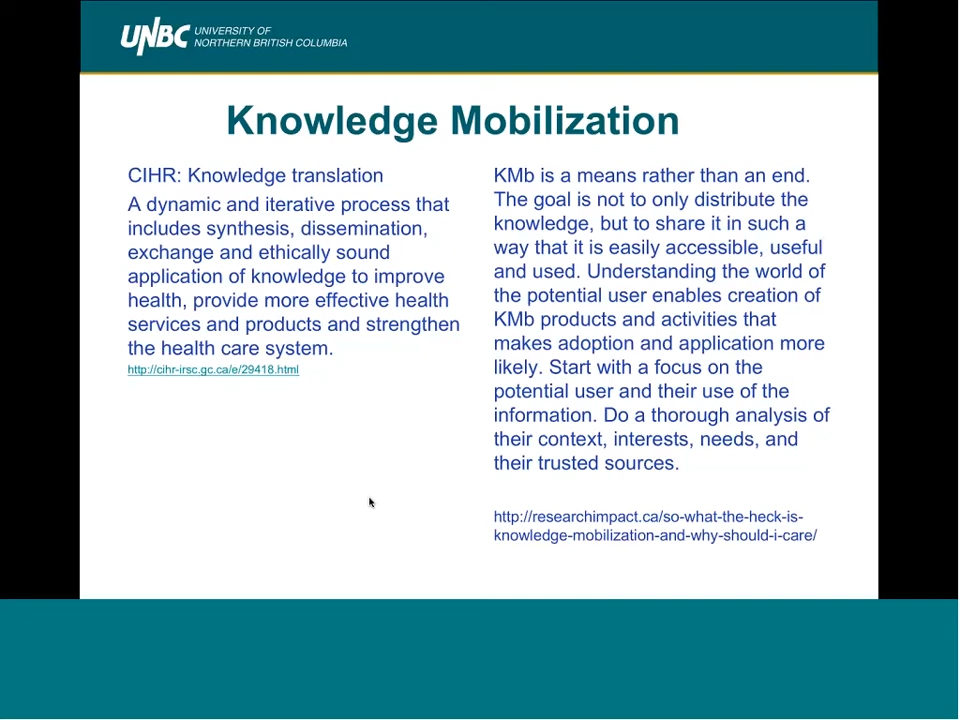 UNBC UNIVERSITY OF
NORTHERN BRITISH COLUMBIA
Knowledge Mobilization
CIHR: Knowledge translation
A dynamic and iterative process that
includes synthesis, dissemination,
exchange and ethically sound
application of knowledge to improve
health, provide more effective health
services and products and strengthen
the health care system.
http://cihr-irsc.gc.ca/e/29418.html
KMb is a means rather than an end.
The goal is not to only distribute the
knowledge, but to share it in such a
way that it is easily accessible, useful
and used. Understanding the world of
the potential user enables creation of
KMb products and activities that
makes adoption and application more
likely. Start with a focus on the
potential user and their use of the
information. Do a thorough analysis of
their context, interests, needs, and
their trusted sources.
http://researchimpact.ca/so-what-the-heck-is-
knowledge-mobilization-and-why-should-i-care/